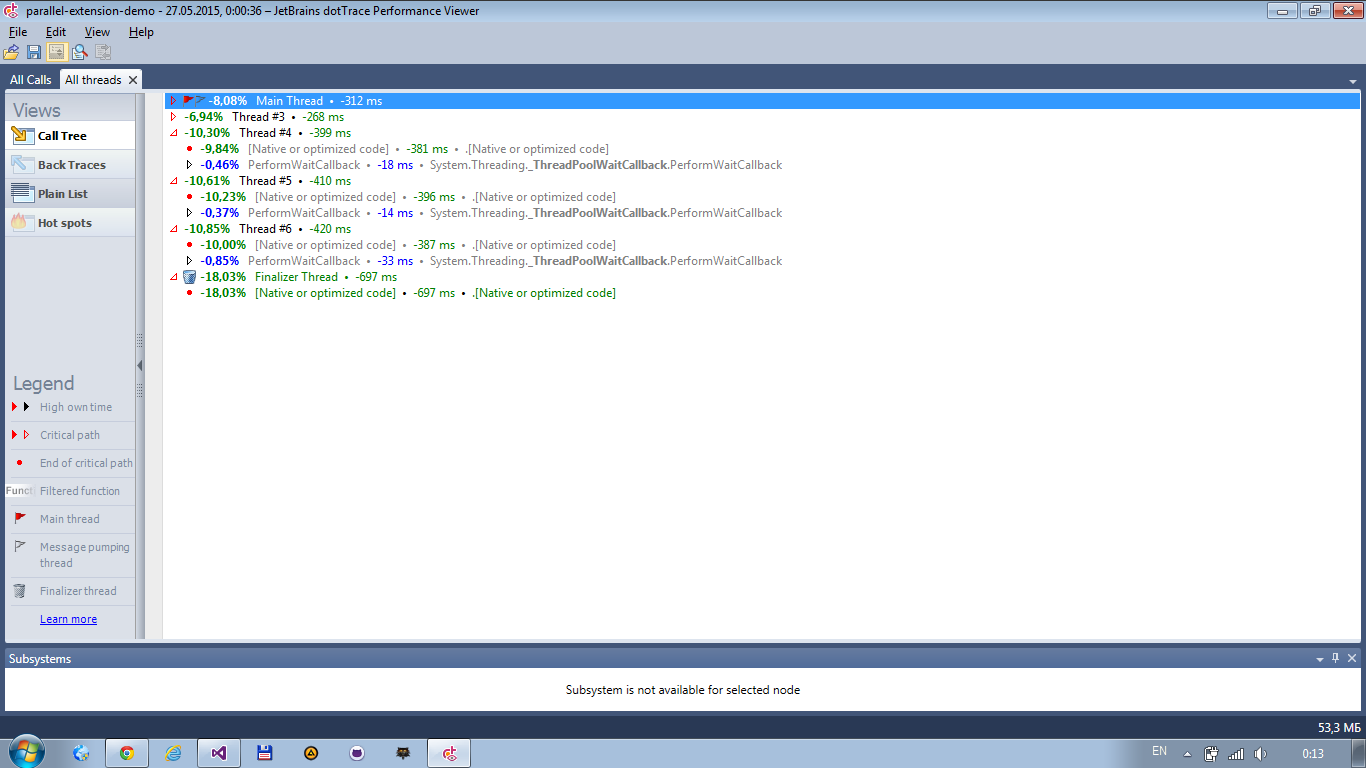 parallel-extension-demo - 27.05.2015, 0:00:36 – JetBrains dotTrace Performance Viewer
File Edit View Help
All Calls All threads
Views
Call Tree
Back Traces
Plain List
Hot spots
Legend
High own time
Critical path
End of critical path
Funct Filtered function
Main thread
Message pumping
thread
Finalizer thread
Learn more
-8,08% Main Thread • -312 ms
-6,94% Thread #3 • -268 ms
-10,30% Thread #4 • -399 ms
-9,84% [Native or optimized code] • -381 ms • .[Native or optimized code]
-0,46% PerformWaitCallback • -18 ms • System.Threading._ThreadPoolWaitCallback.PerformWaitCallback
-10,61% Thread #5 • -410 ms
-10,23% [Native or optimized code] • -396 ms • .[Native or optimized code]
-0,37% PerformWaitCallback • -14 ms • System.Threading._ThreadPoolWaitCallback.PerformWaitCallback
-10,85% Thread #6 • -420 ms
-10,00% [Native or optimized code] • -387 ms • .[Native or optimized code]
-0,85% PerformWaitCallback • -33 ms • System.Threading._ThreadPoolWaitCallback.PerformWaitCallback
-18,03% Finalizer Thread • -697 ms
-18,03% [Native or optimized code] • -697 ms • .[Native or optimized code]
Subsystems
Subsystem is not available for selected node
53,3 МБ
EN 0:13